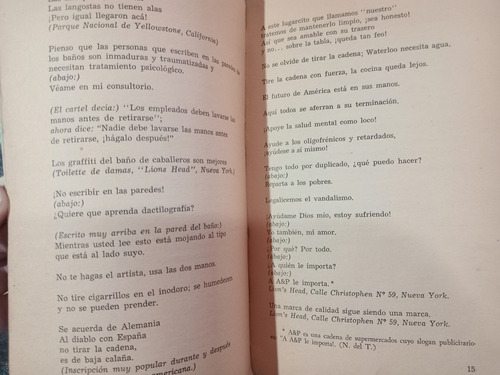 Las langostas no tienen alas
¡Pero igual llegaron acá!
(Parque Nacional de Yellowstone, California)
Pienso que las personas que escriben en las paredes de
los baños son inmaduras y traumatizadas y
necesitan tratamiento psicológico.
(abajo:)
Véame en mi consultorio.
(El cartel decía:) "Los empleados deben lavarse las
manos antes de retirarse";
ahora dice: "Nadie debe lavarse las manos antes
de retirarse, ¡hágalo después!"
Los graffiti del baño de caballeros son mejores
(Toilette de damas, "Lions Head", Nueva York.)
¡No escribir en las paredes!
(abajo:)
¿Quiere que aprenda dactilografía?
(Escrito muy arriba en la pared del baño:)
Mientras usted lee esto está mojando al tipo
que está al lado suyo.
No te hagas el artista, usa las dos manos.
No tire cigarrillos en el inodoro; se humedecen
y no se pueden prender.
Se acuerda de Alemania
Al diablo con España
no tirar la cadena,
es de baja calaña.
(Inscripción muy popular durante y después
americana.)
A este lugarcito que llamamos "nuestro"
tratemos de mantenerlo limpio, ¡sea honesto!
Así que sea amable con su trasero
Y no... sobre la tabla, ¡queda tan feo!
No se olvide de tirar la cadena; Waterloo necesita agua.
Tire la cadena con fuerza, la cocina queda lejos.
El futuro de América está en sus manos.
Aquí todos se aferran a su terminación.
¡Apoye la salud mental como loco!
Ayude a los oligofrénicos y retardados,
¡ayúdese a sí mismo!
Tengo todo por duplicado, ¿qué puedo hacer?
(abajo:)
Reparta a los pobres.
Legalicemos el vandalismo.
¡Ayúdame Dios mío, estoy sufriendo!
(abajo:)
Yo también, mi amor.
(abajo:)
¿Por qué? Por todo.
(abajo:)
¿A quién le importa?
(abajo:)
A A&P le importa!. *
Lion's Head, Calle Christophen Nº 59, Nueva York.
Una marca de calidad sigue siendo una marca.
Lion's Head, Calle Christophen Nº 59, Nueva York.
* A&P es una cadena de supermercados cuyo slogan publicitario
es: "A A&P le importa!. (N. del T.)
15